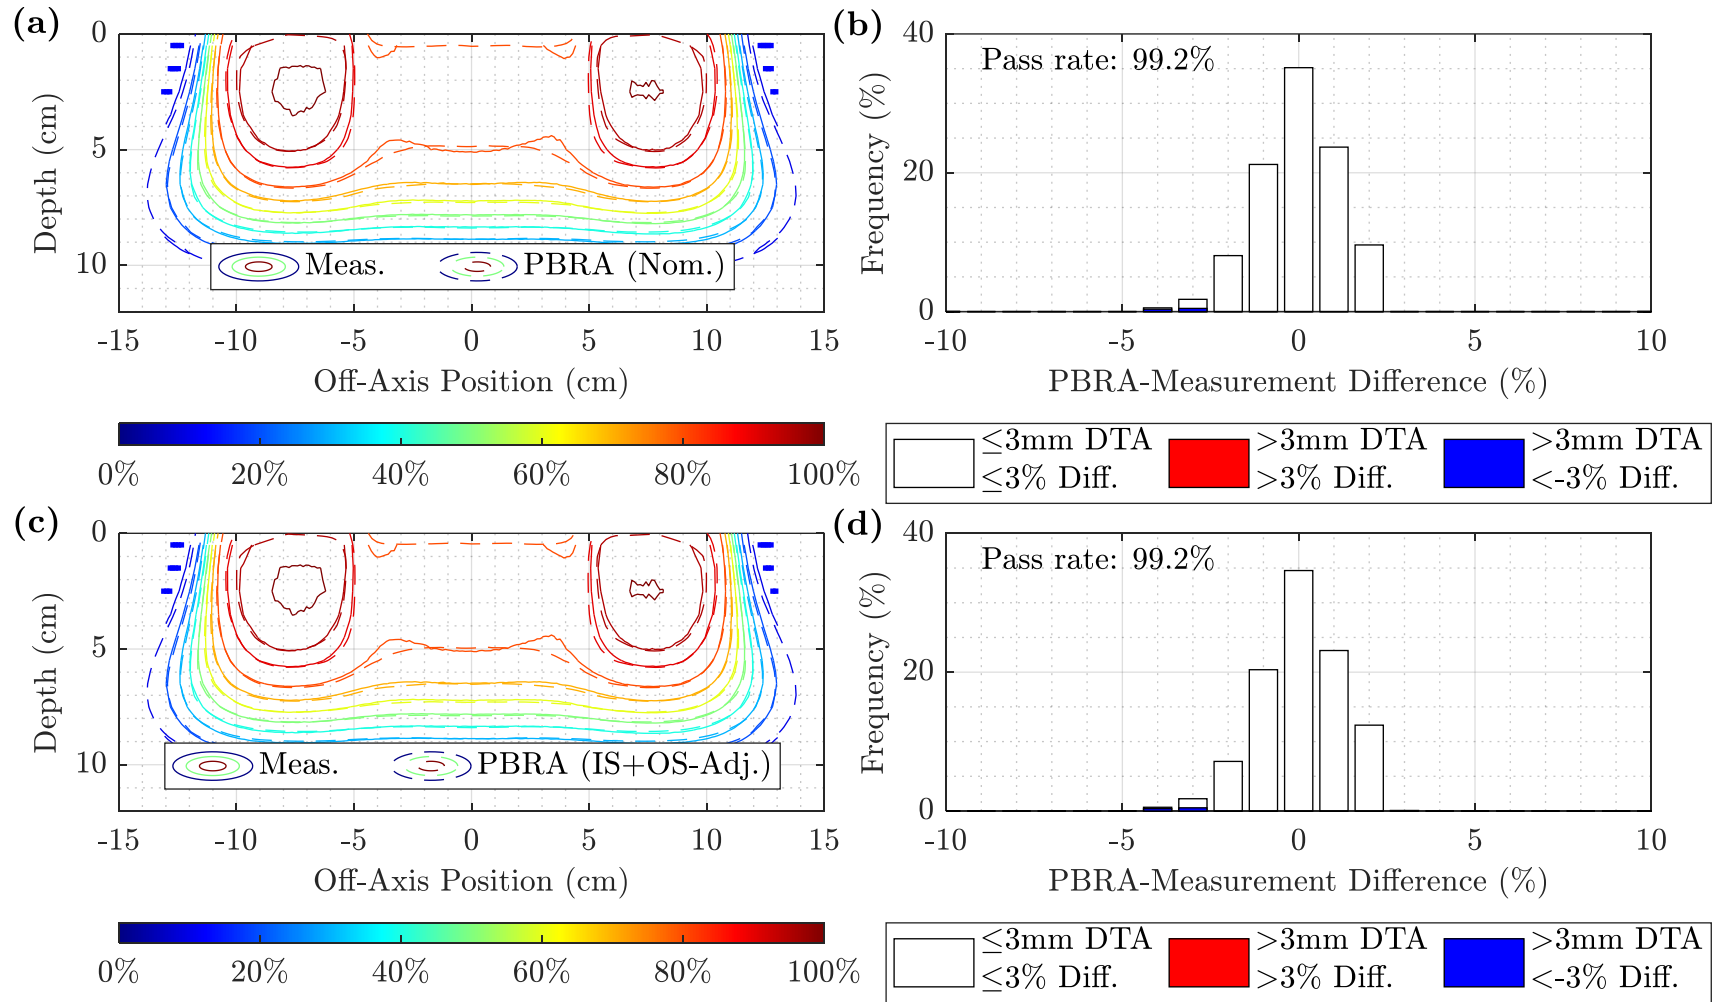 (a)
0
5
10
Depth (cm)
Meas.
PBRA (Nom.)
-15 -10 -5 0 5 10 15
Off-Axis Position (cm)
0% 20% 40% 60% 80% 100%
(b)
40
20
0
Frequency (%)
Pass rate: 99.2%
-10 -5 0 5 10
PBRA-Measurement Difference (%)
≤3mm DTA
≤3% Diff.
>3mm DTA
>3% Diff.
>3mm DTA
<-3% Diff.
(c)
0
5
10
Depth (cm)
Meas.
PBRA (IS+OS-Adj.)
-15 -10 -5 0 5 10 15
Off-Axis Position (cm)
0% 20% 40% 60% 80% 100%
(d)
40
20
0
Frequency (%)
Pass rate: 99.2%
-10 -5 0 5 10
PBRA-Measurement Difference (%)
≤3mm DTA
≤3% Diff.
>3mm DTA
>3% Diff.
>3mm DTA
<-3% Diff.